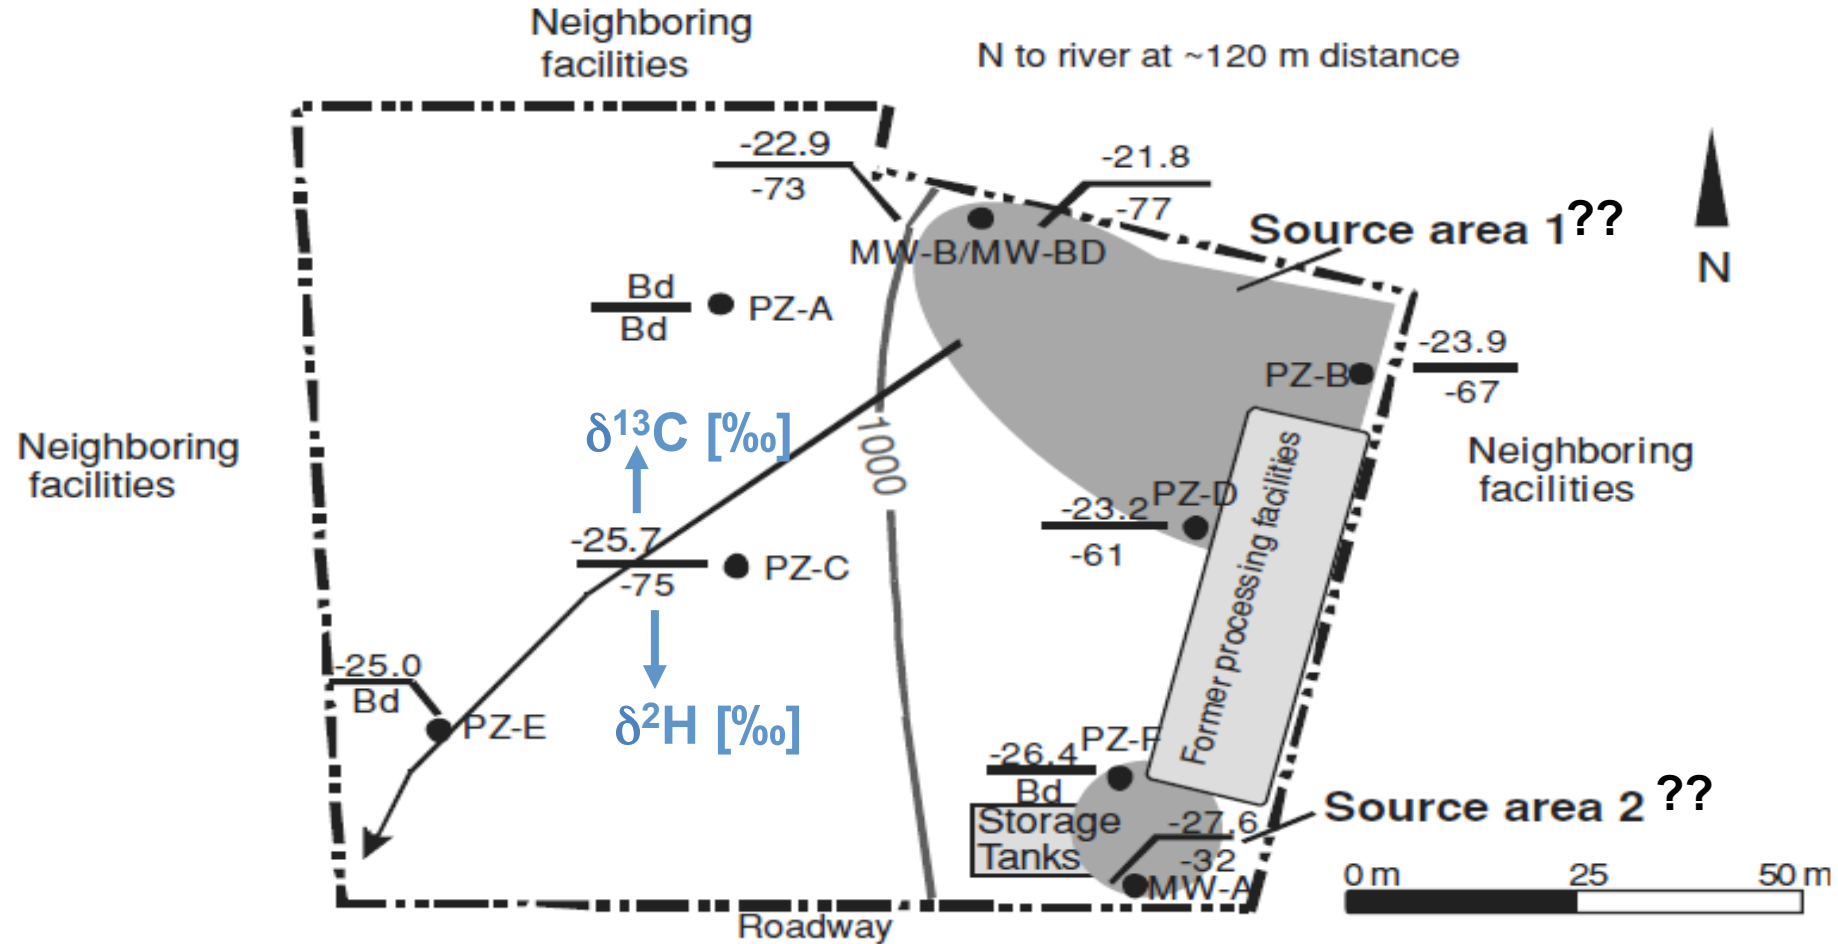 Neighboring
facilities
N to river at ~120 m distance
-22.9
-73
-21.8
-77
Source area 1??
MW-B/MW-BD
N
Bd
Bd
PZ-A
-23.9
-67
PZ-B
δ¹³C [‰]
1000
Neighboring
facilities
Neighboring
facilities
PZ-D
-23.2
-61
Former processing facilities
-25.7
-75
PZ-C
-25.0
Bd
PZ-E
δ²H [‰]
PZ-F
-26.4
Bd
Storage
Tanks
-27.6
-32
MW-A
Source area 2 ??
0 m 25 50 m
Roadway